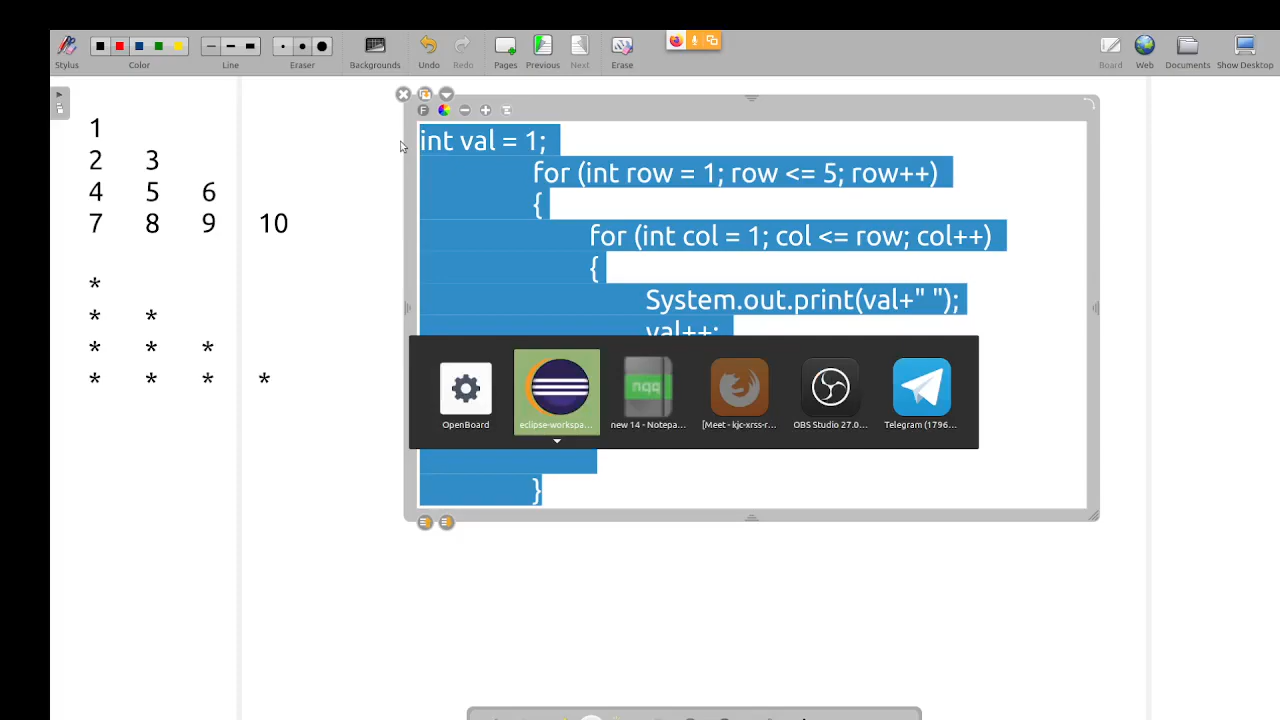 Stylus
Color
Line
Eraser
Backgrounds
Undo
Redo
Pages
Previous
Next
Erase
Board
Web
Documents
Show Desktop
1
2 3
4 5 6
7 8 9 10
*
* *
* * *
* * * *
F
int val = 1;
for (int row = 1; row <= 5; row++)
{
for (int col = 1; col <= row; col++)
{
System.out.print(val+" ");
val++;
}
nqq
OpenBoard
eclipse-workspa...
new 14 - Notepa...
[Meet - kjc-xrss-r...
OBS Studio 27.0...
Telegram (1796...